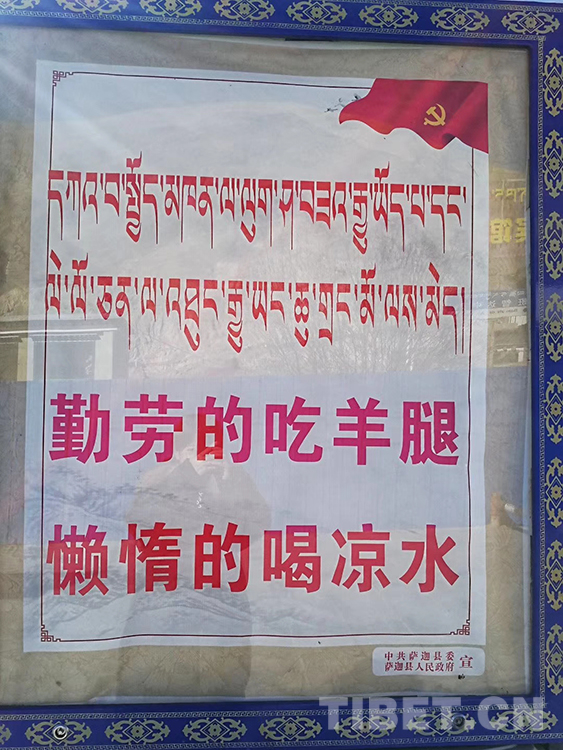 དཀའ་བ་སྤྱོད་མཁན་ལ་ལུག་ཤ་བཟའ་རྒྱུ་ཡོད་པ་དང་
ལེ་ལོ་ཅན་ལ་འཐུང་རྒྱུ་ཡང་ཆུ་གྲང་མོ་ལས་མེད།
勤劳的吃羊腿
懒惰的喝凉水
中共萨迦县委
萨迦县人民政府 宣
TIBET.CN